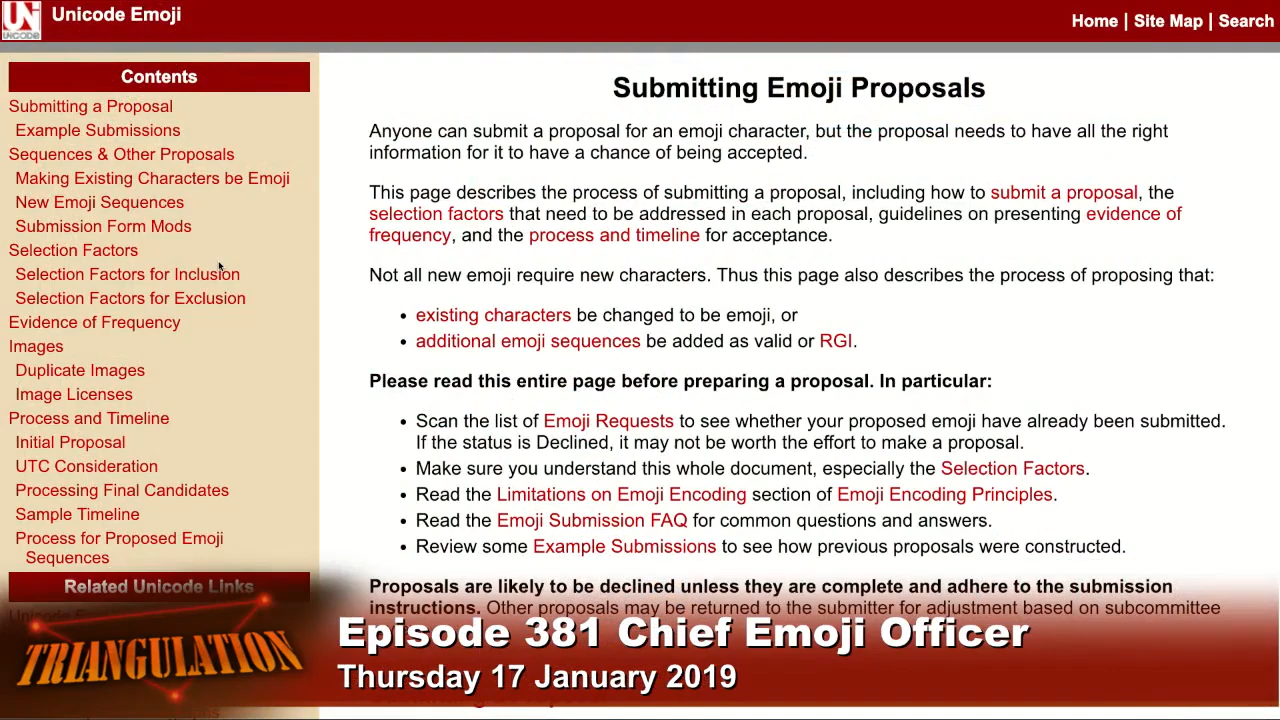 UNICODE
Unicode Emoji
Home | Site Map | Search
Contents
Submitting a Proposal
Example Submissions
Sequences & Other Proposals
Making Existing Characters be Emoji
New Emoji Sequences
Submission Form Mods
Selection Factors
Selection Factors for Inclusion
Selection Factors for Exclusion
Evidence of Frequency
Images
Duplicate Images
Image Licenses
Process and Timeline
Initial Proposal
UTC Consideration
Processing Final Candidates
Sample Timeline
Process for Proposed Emoji
Sequences
Related Unicode Links
Submitting Emoji Proposals
Anyone can submit a proposal for an emoji character, but the proposal needs to have all the right
information for it to have a chance of being accepted.
This page describes the process of submitting a proposal, including how to submit a proposal, the
selection factors that need to be addressed in each proposal, guidelines on presenting evidence of
frequency, and the process and timeline for acceptance.
Not all new emoji require new characters. Thus this page also describes the process of proposing that:
• existing characters be changed to be emoji, or
• additional emoji sequences be added as valid or RGI.
Please read this entire page before preparing a proposal. In particular:
• Scan the list of Emoji Requests to see whether your proposed emoji have already been submitted.
If the status is Declined, it may not be worth the effort to make a proposal.
• Make sure you understand this whole document, especially the Selection Factors.
• Read the Limitations on Emoji Encoding section of Emoji Encoding Principles.
• Read the Emoji Submission FAQ for common questions and answers.
• Review some Example Submissions to see how previous proposals were constructed.
Proposals are likely to be declined unless they are complete and adhere to the submission
instructions. Other proposals may be returned to the submitter for adjustment based on subcommittee
TRIANGULATION
Episode 381 Chief Emoji Officer
Thursday 17 January 2019